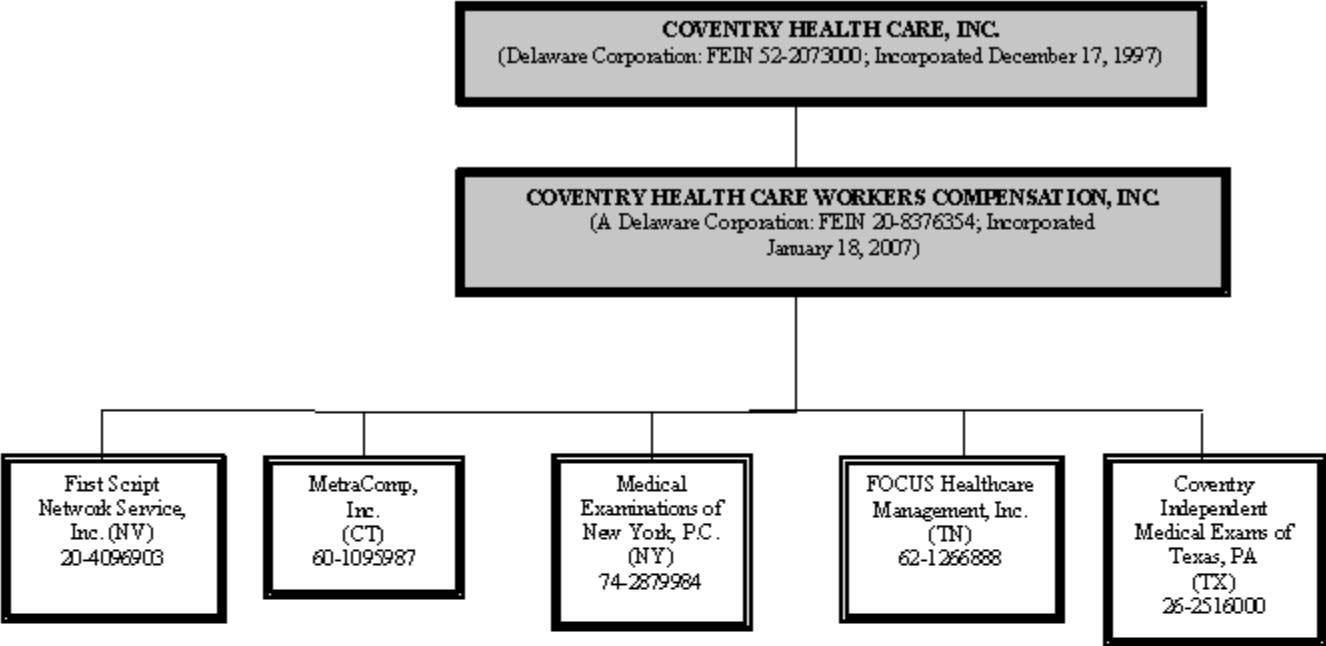 COVENTRY HEALTH CARE, INC.
(Delaware Corporation: FEIN 52-2073000; Incorporated December 17, 1997)
COVENTRY HEALTH CARE WORKERS COMPENSATION, INC.
(A Delaware Corporation: FEIN 20-8376354; Incorporated
January 18, 2007)
First Script
Network Service,
Inc. (NV)
20-4096903
MetraComp,
Inc.
(CT)
60-1095987
Medical
Examinations of
New York, P.C.
(NY)
74-2879984
FOCUS Healthcare
Management, Inc.
(TN)
62-1266888
Coventry
Independent
Medical Exams of
Texas, PA
(TX)
26-2516000